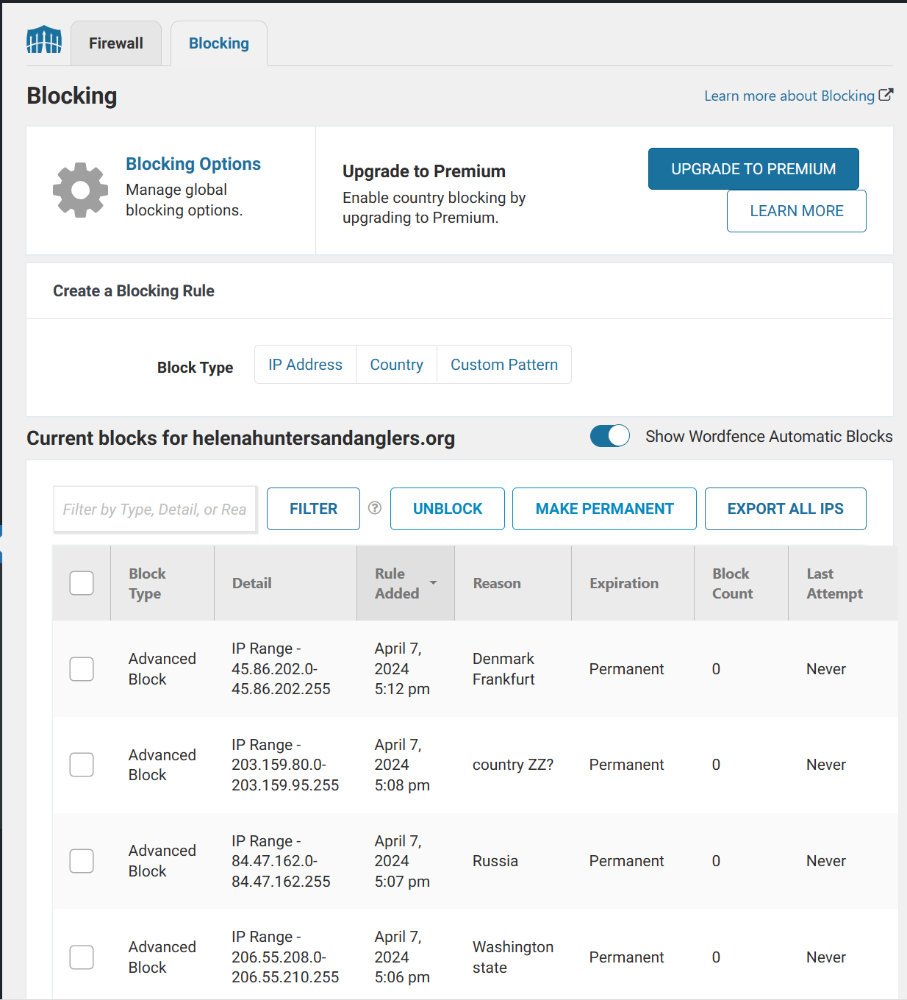 Firewall
Blocking
Blocking
Learn more about Blocking
Blocking Options
Manage global
blocking options.
Upgrade to Premium
Enable country blocking by
upgrading to Premium.
UPGRADE TO PREMIUM
LEARN MORE
Create a Blocking Rule
Block Type
IP Address
Country
Custom Pattern
Current blocks for helenahuntersandanglers.org
Show Wordfence Automatic Blocks
Filter by Type, Detail, or Rea
FILTER
?
UNBLOCK
MAKE PERMANENT
EXPORT ALL IPS
Block
Type
Detail
Rule
Added
Reason
Expiration
Block
Count
Last
Attempt
Advanced
Block
IP Range -
45.86.202.0-
45.86.202.255
April 7,
2024
5:12 pm
Denmark
Frankfurt
Permanent
0
Never
Advanced
Block
IP Range -
203.159.80.0-
203.159.95.255
April 7,
2024
5:08 pm
country ZZ?
Permanent
0
Never
Advanced
Block
IP Range -
84.47.162.0-
84.47.162.255
April 7,
2024
5:07 pm
Russia
Permanent
0
Never
Advanced
Block
IP Range -
206.55.208.0-
206.55.210.255
April 7,
2024
5:06 pm
Washington
state
Permanent
0
Never